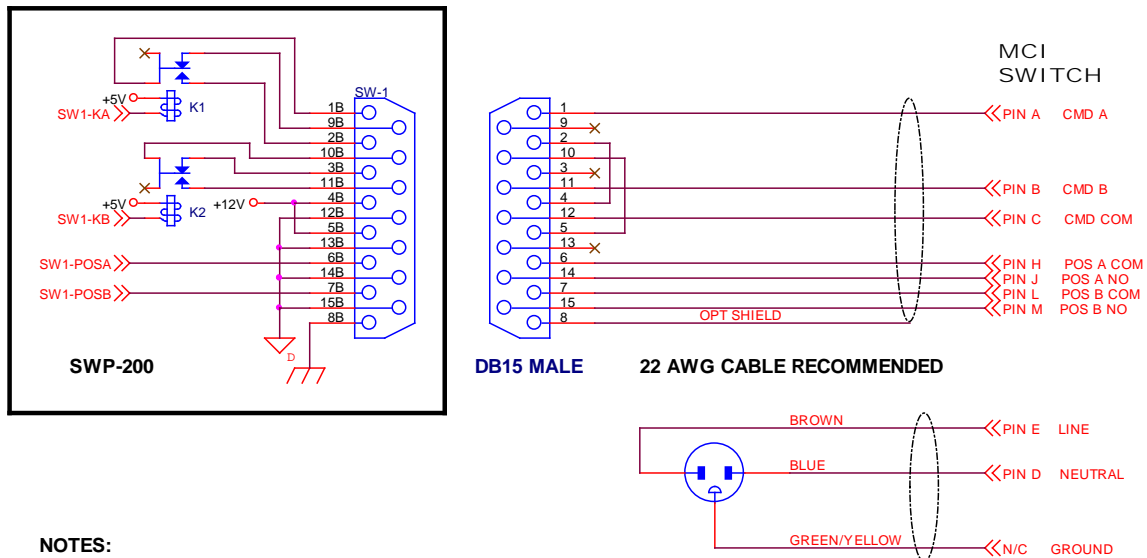 MCI
SWITCH
SW-1
+5V
K1
SW1-KA
+5V
K2
+12V
SW1-KB
SW1-POSA
SW1-POSB
1B
9B
2B
10B
3B
11B
4B
12B
5B
13B
6B
14B
7B
15B
8B
D
SWP-200
1
9
2
10
3
11
4
12
5
13
6
14
7
15
8
OPT SHIELD
PIN A CMD A
PIN B CMD B
PIN C CMD COM
PIN H POS A COM
PIN J POS A NO
PIN L POS B COM
PIN M POS B NO
DB15 MALE
22 AWG CABLE RECOMMENDED
BROWN
PIN E LINE
BLUE
PIN D NEUTRAL
GREEN/YELLOW
N/C GROUND
NOTES: